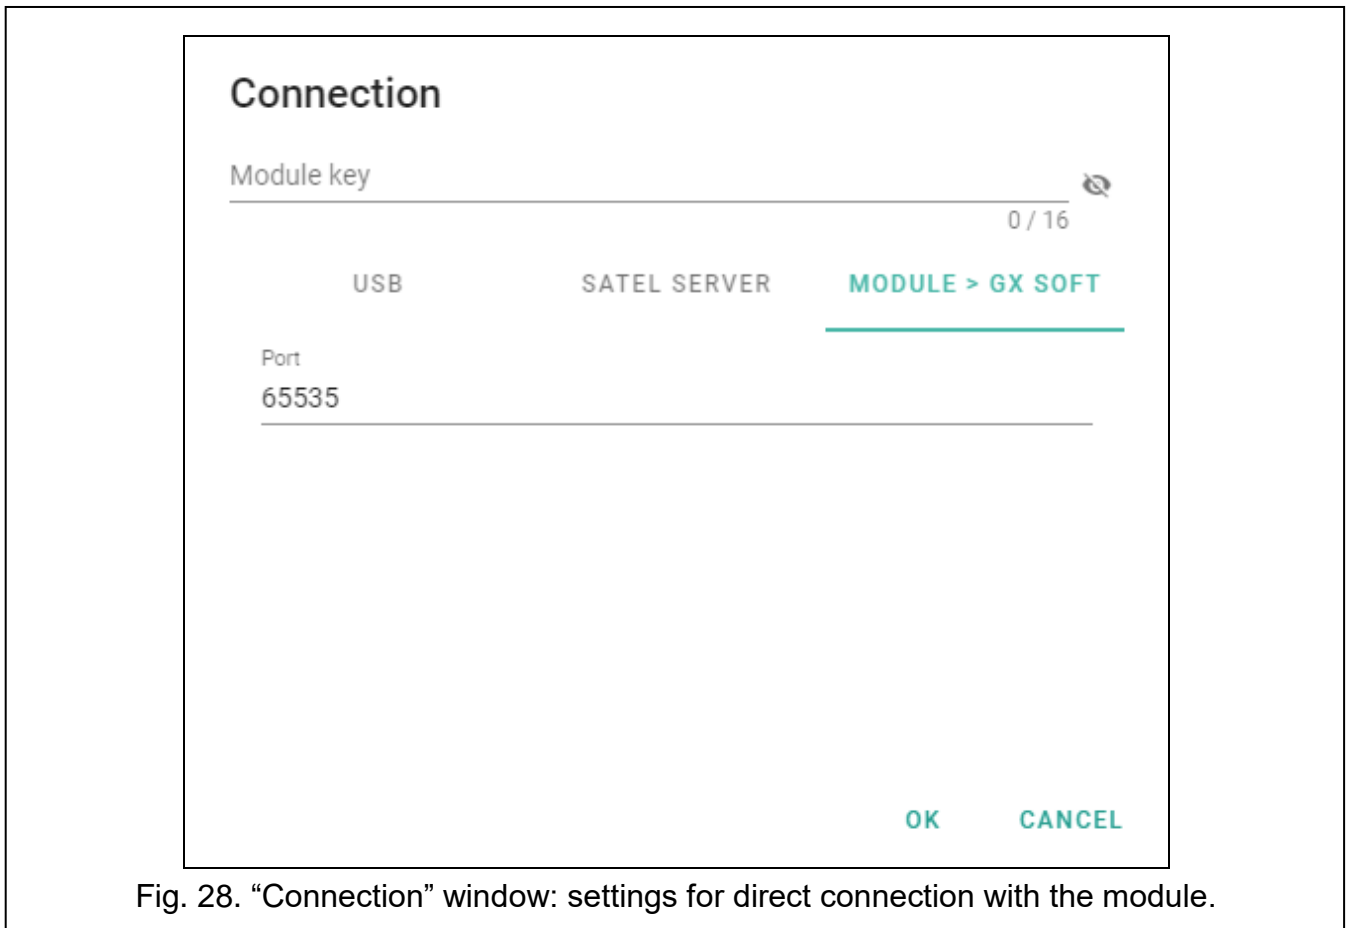 Connection
Module key
0 / 16
USB SATEL SERVER MODULE > GX SOFT
Port
65535
OK CANCEL
Fig. 28. “Connection” window: settings for direct connection with the module.